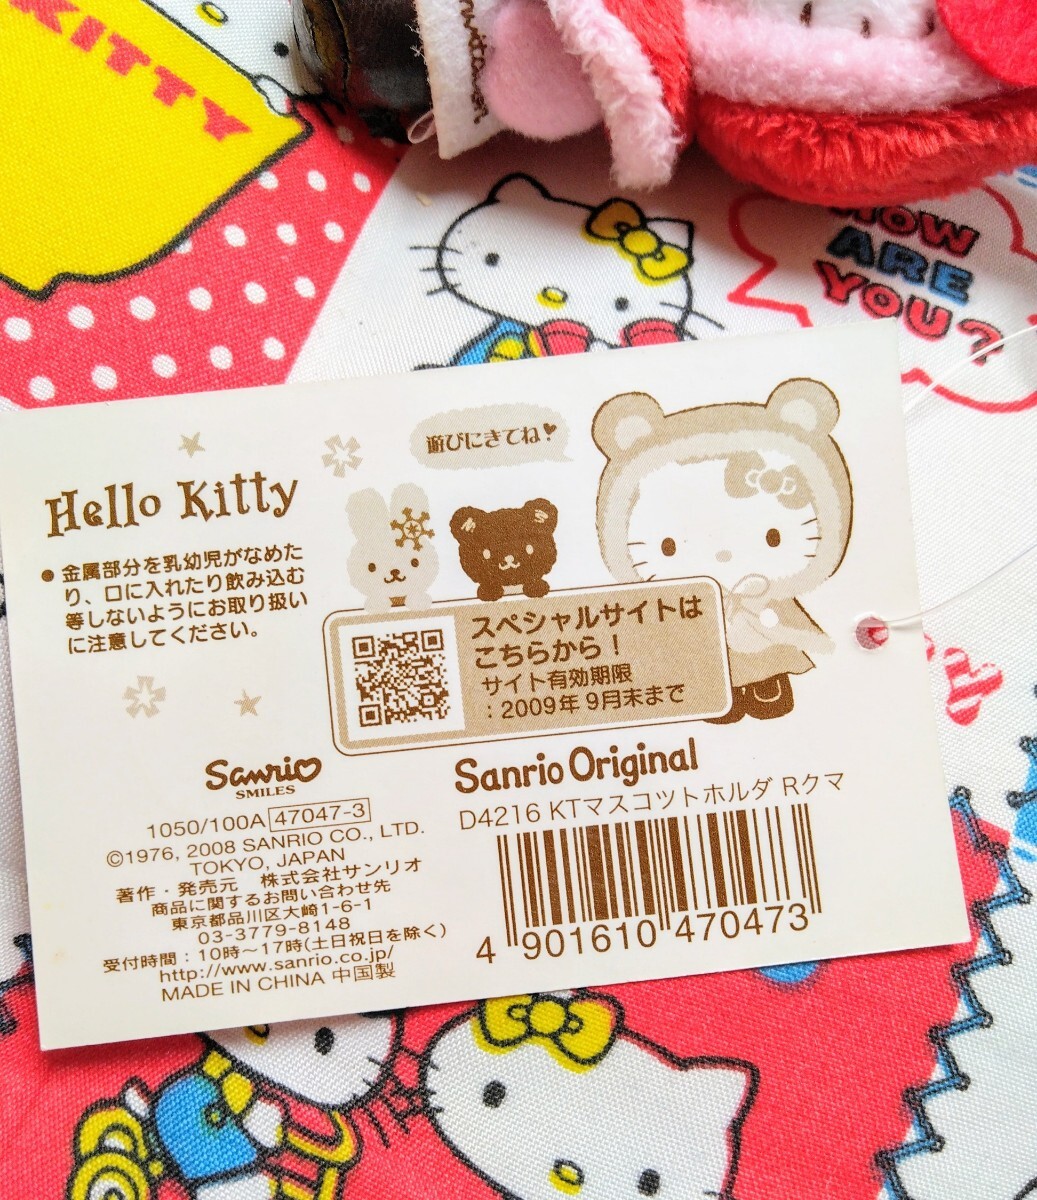 KITTY
HOW
ARE
YOU?
遊びにきてね!
Hello Kitty
●金属部分を乳幼児がなめた
り、口に入れたり飲み込む
等しないようにお取り扱い
に注意してください。
スペシャルサイトは
こちらから!
サイト有効期限
:2009年 9月末まで
Sanrio
SMILES
1050/100A 47047-3
©1976, 2008 SANRIO CO., LTD.
TOKYO, JAPAN
著作・発売元 株式会社サンリオ
商品に関するお問い合わせ先
東京都品川区大崎1-6-1
03-3779-8148
受付時間:10時〜17時(土日祝日を除く)
http://www.sanrio.co.jp/
MADE IN CHINA 中国製
Sanrio Original
D4216 KTマスコツトホルダ Rクマ
4 901610 470473